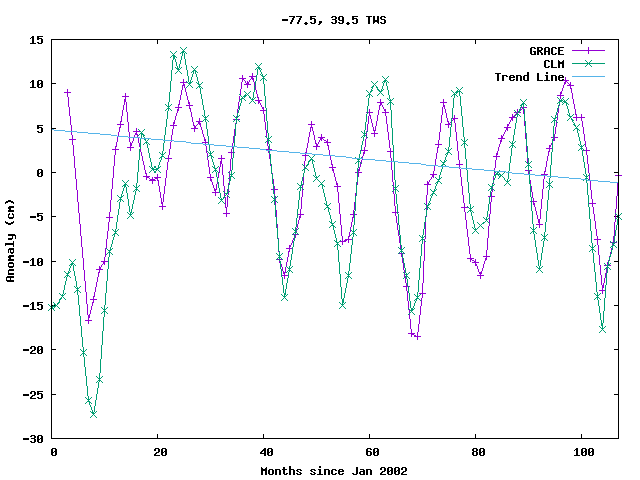 -77.5, 39.5 TWS
GRACE
CLM
Trend Line
15
10
5
0
-5
-10
-15
-20
-25
-30
Anomaly (cm)
0 20 40 60 80 100
Months since Jan 2002